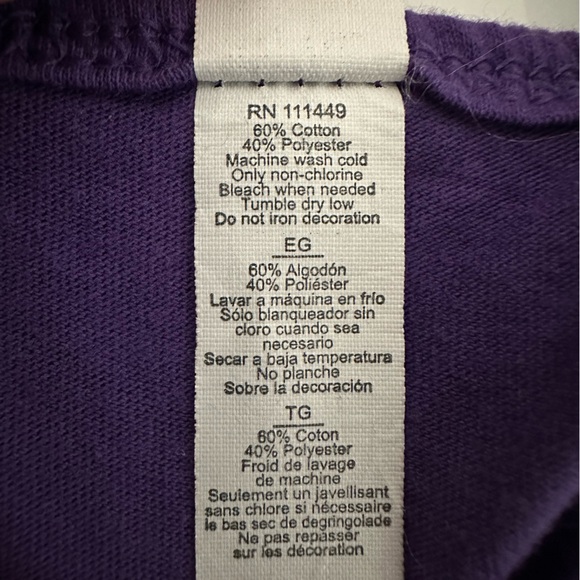 RN 111449
60% Cotton
40% Polyester
Machine wash cold
Only non-chlorine
Bleach when needed
Tumble dry low
Do not iron decoration
EG
60% Algodón
40% Poliéster
Lavar a máquina en frío
Sólo blanqueador sin
cloro cuando sea
necesario
Secar a baja temperatura
No planche
Sobre la decoración
TG
60% Coton
40% Polyester
Froid de lavage
de machine
Seulement un javellisant
sans chlore si nécessaire
le bas sec de degringolade
Ne pas repasser
sur les décoration